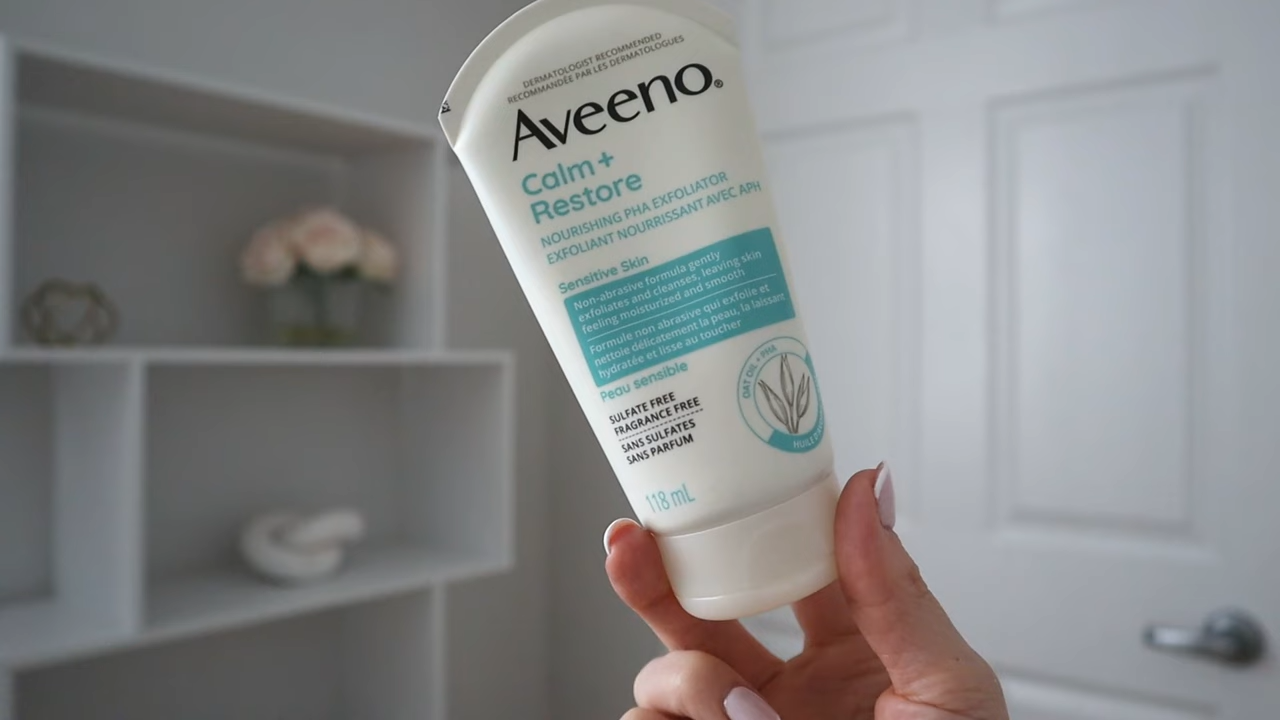 DERMATOLOGIST RECOMMENDED
RECOMMANDÉE PAR LES DERMATOLOGUES
Aveeno®
Calm +
Restore
NOURISHING PHA EXFOLIATOR
EXFOLIANT NOURRISSANT AVEC APH
Sensitive Skin
Non-abrasive formula gently
exfoliates and cleanses, leaving skin
feeling moisturized and smooth
Formule non abrasive qui exfolie et
nettoie délicatement la peau, la laissant
hydratée et lisse au toucher
Peau sensible
OAT OIL + PHA
SULFATE FREE
FRAGRANCE FREE
SANS SULFATES
SANS PARFUM
118 mL